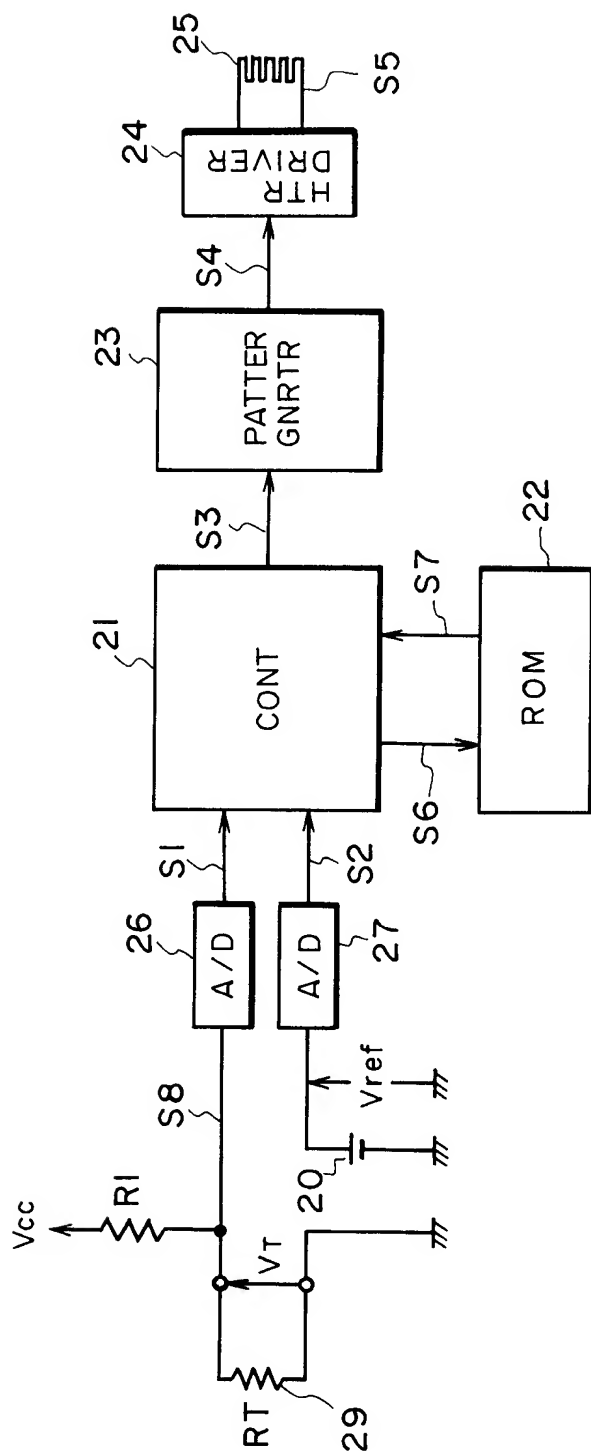 Vcc
R1
RT
29
VT
S8
20
Vref
26
A/D
S1
A/D
27
S2
21
CONT
S6
S7
ROM
22
S3
23
PATTER
GNRTR
S4
24
HTR
DRIVER
25
S5